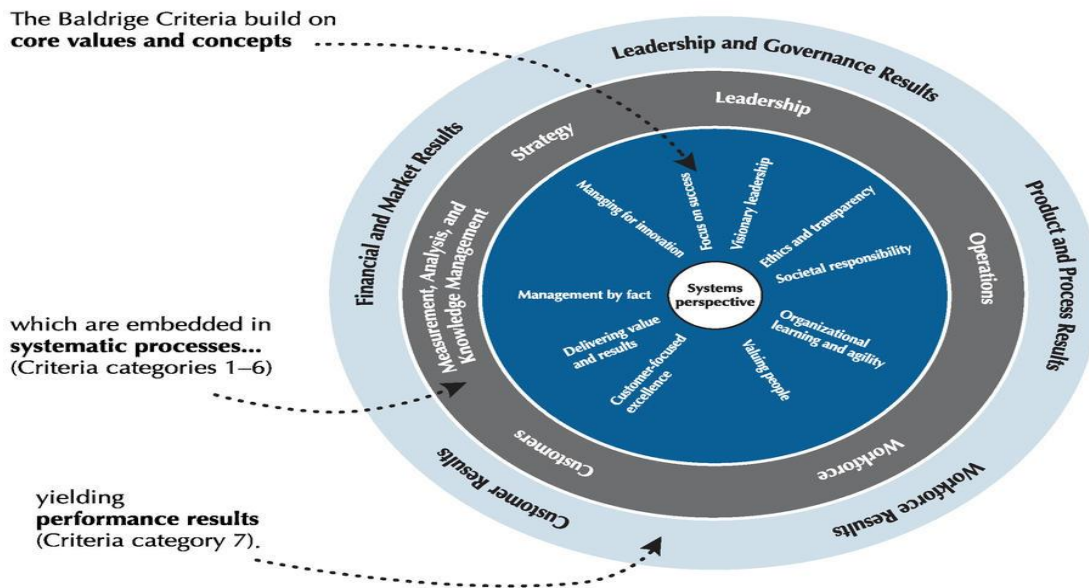 The Baldrige Criteria build on
core values and concepts
which are embedded in
systematic processes...
(Criteria categories 1–6)
yielding
performance results
(Criteria category 7).
Leadership and Governance Results
Product and Process Results
Workforce Results
Customer Results
Financial and Market Results
Leadership
Operations
Workforce
Customers
Measurement, Analysis, and
Knowledge Management
Strategy
Managing for innovation
Focus on success
Visionary leadership
Ethics and transparency
Societal responsibility
Organizational
learning and agility
Valuing people
Customer-focused
excellence
Delivering value
and results
Management by fact
Systems
perspective